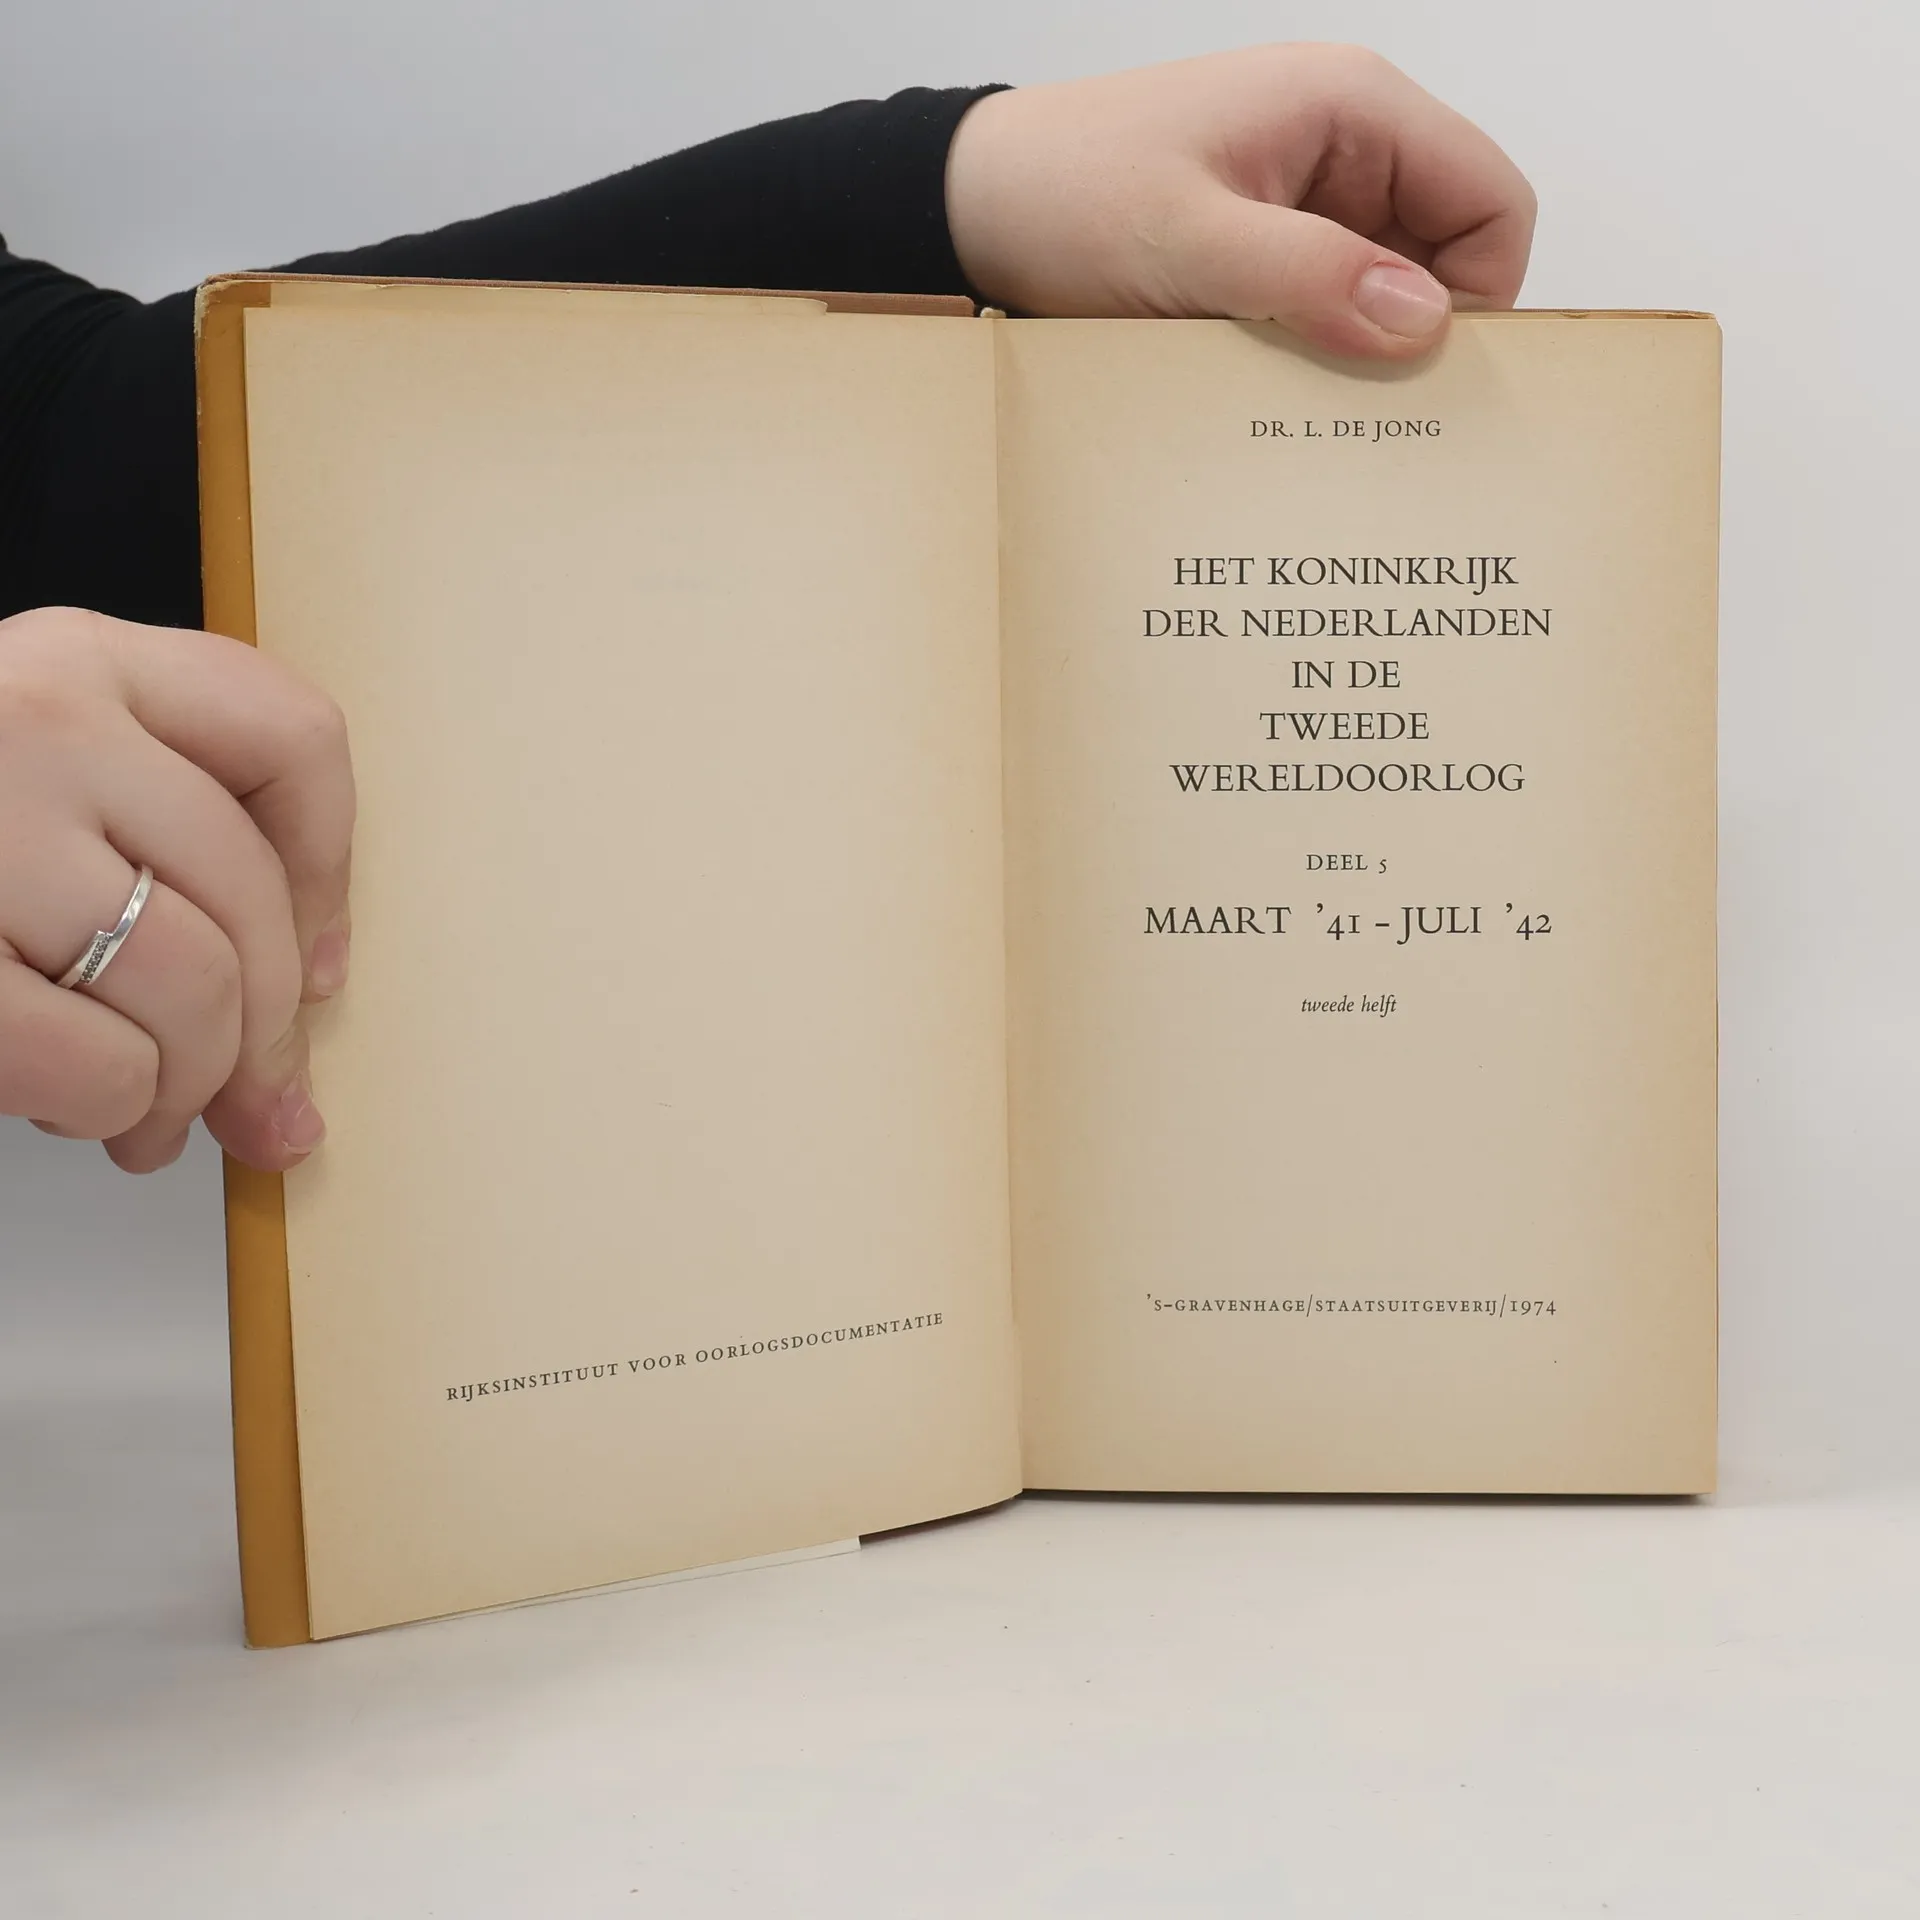 RIJKSINSTITUUT VOOR OORLOGSDOCUMENTATIE
DR. L. DE JONG
HET KONINKRIJK
DER NEDERLANDEN
IN DE
TWEEDE
WERELDOORLOG
DEEL 5
MAART '41 - JULI '42
tweede helft
'S-GRAVENHAGE/STAATSUITGEVERIJ/1974